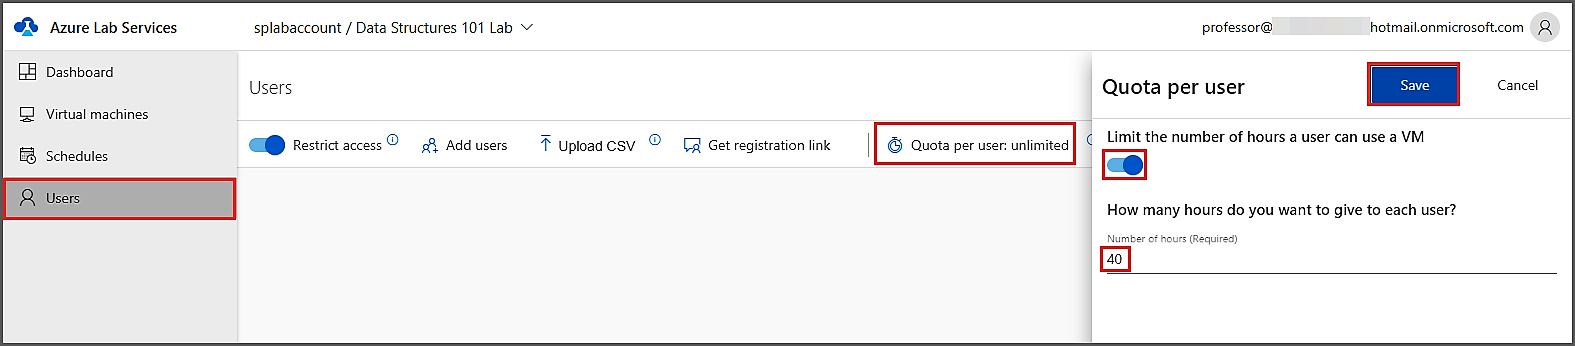 Azure Lab Services
splabaccount / Data Structures 101 Lab
professor@ hotmail.onmicrosoft.com
Dashboard
Virtual machines
Schedules
Users
Users
Restrict access
Add users
Upload CSV
Get registration link
Quota per user: unlimited
Quota per user
Save
Cancel
Limit the number of hours a user can use a VM
How many hours do you want to give to each user?
Number of hours (Required)
40